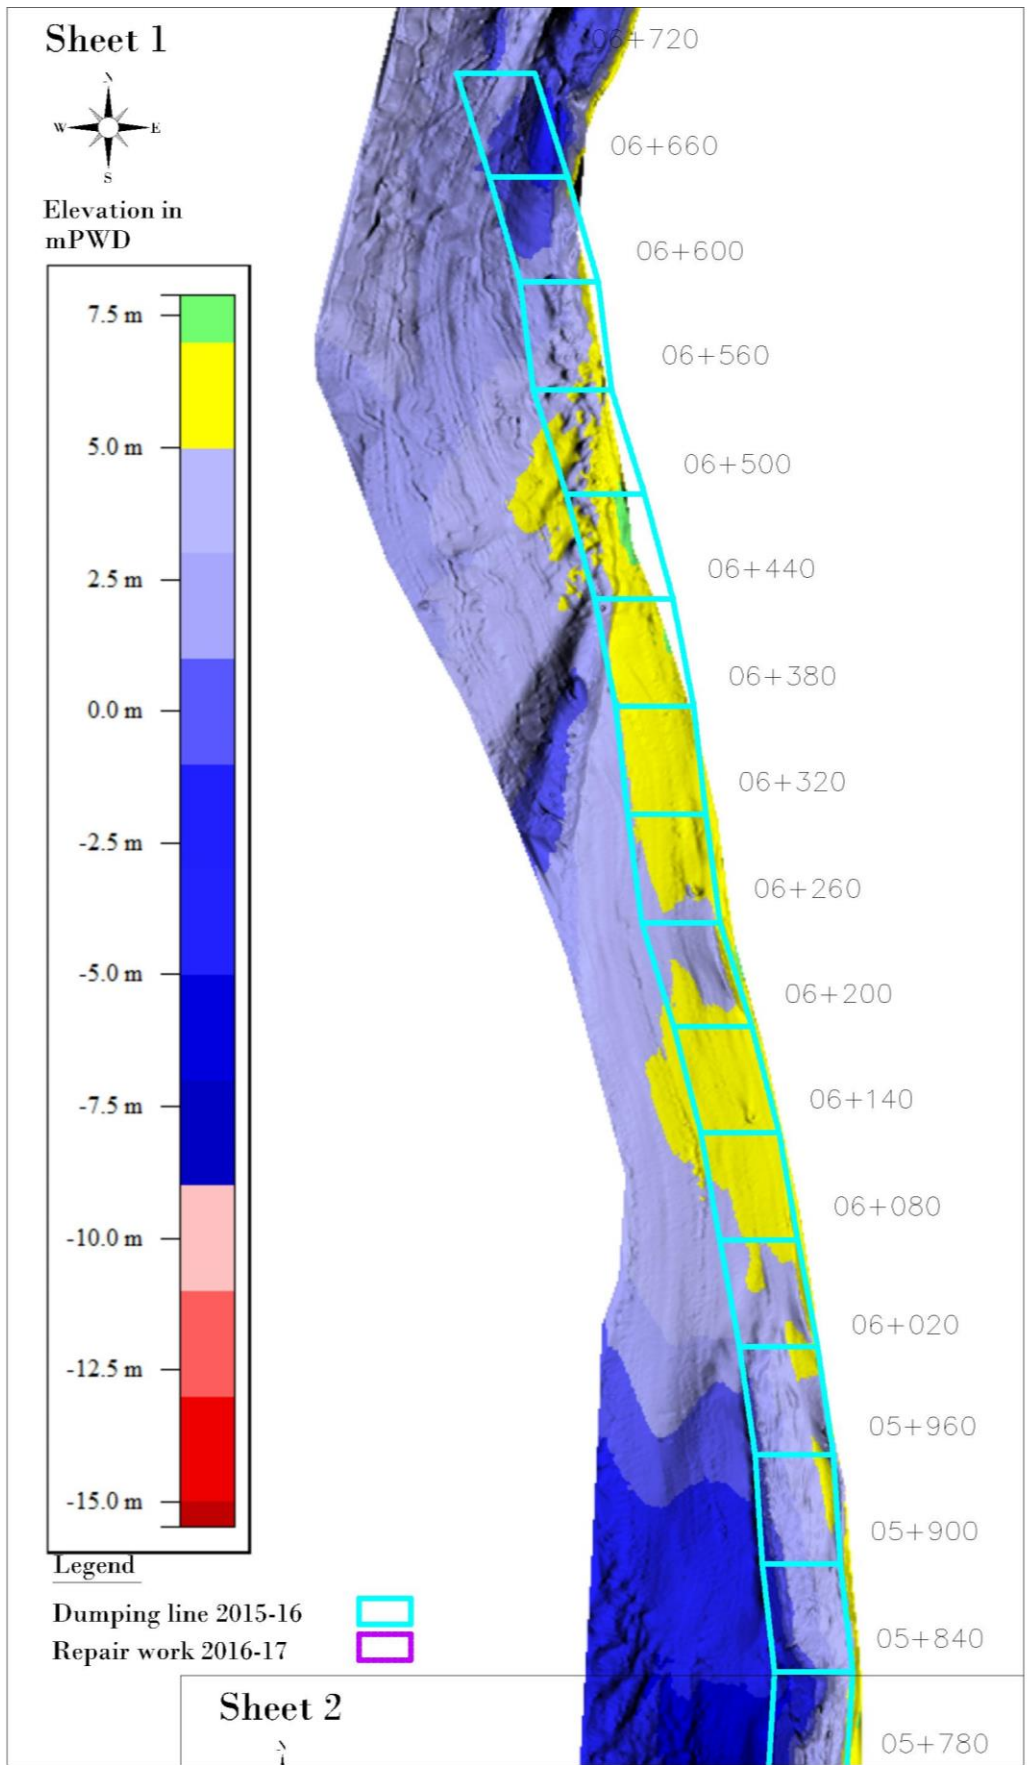 Sheet 1
N
W E
S
Elevation in
mPWD
7.5 m
5.0 m
2.5 m
0.0 m
-2.5 m
-5.0 m
-7.5 m
-10.0 m
-12.5 m
-15.0 m
Legend
Dumping line 2015-16
Repair work 2016-17
06+720
06+660
06+600
06+560
06+500
06+440
06+380
06+320
06+260
06+200
06+140
06+080
06+020
05+960
05+900
05+840
Sheet 2
N
05+780